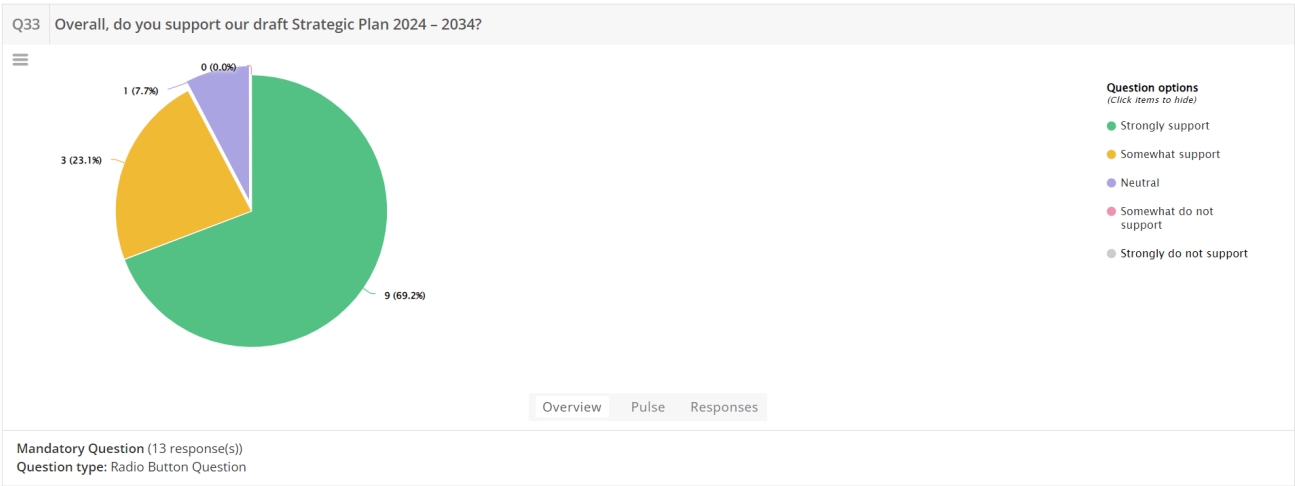 Q33 Overall, do you support our draft Strategic Plan 2024 – 2034?
0 (0.0%)
1 (7.7%)
3 (23.1%)
9 (69.2%)
Question options
(Click items to hide)
Strongly support
Somewhat support
Neutral
Somewhat do not
support
Strongly do not support
Overview Pulse Responses
Mandatory Question (13 response(s))
Question type: Radio Button Question